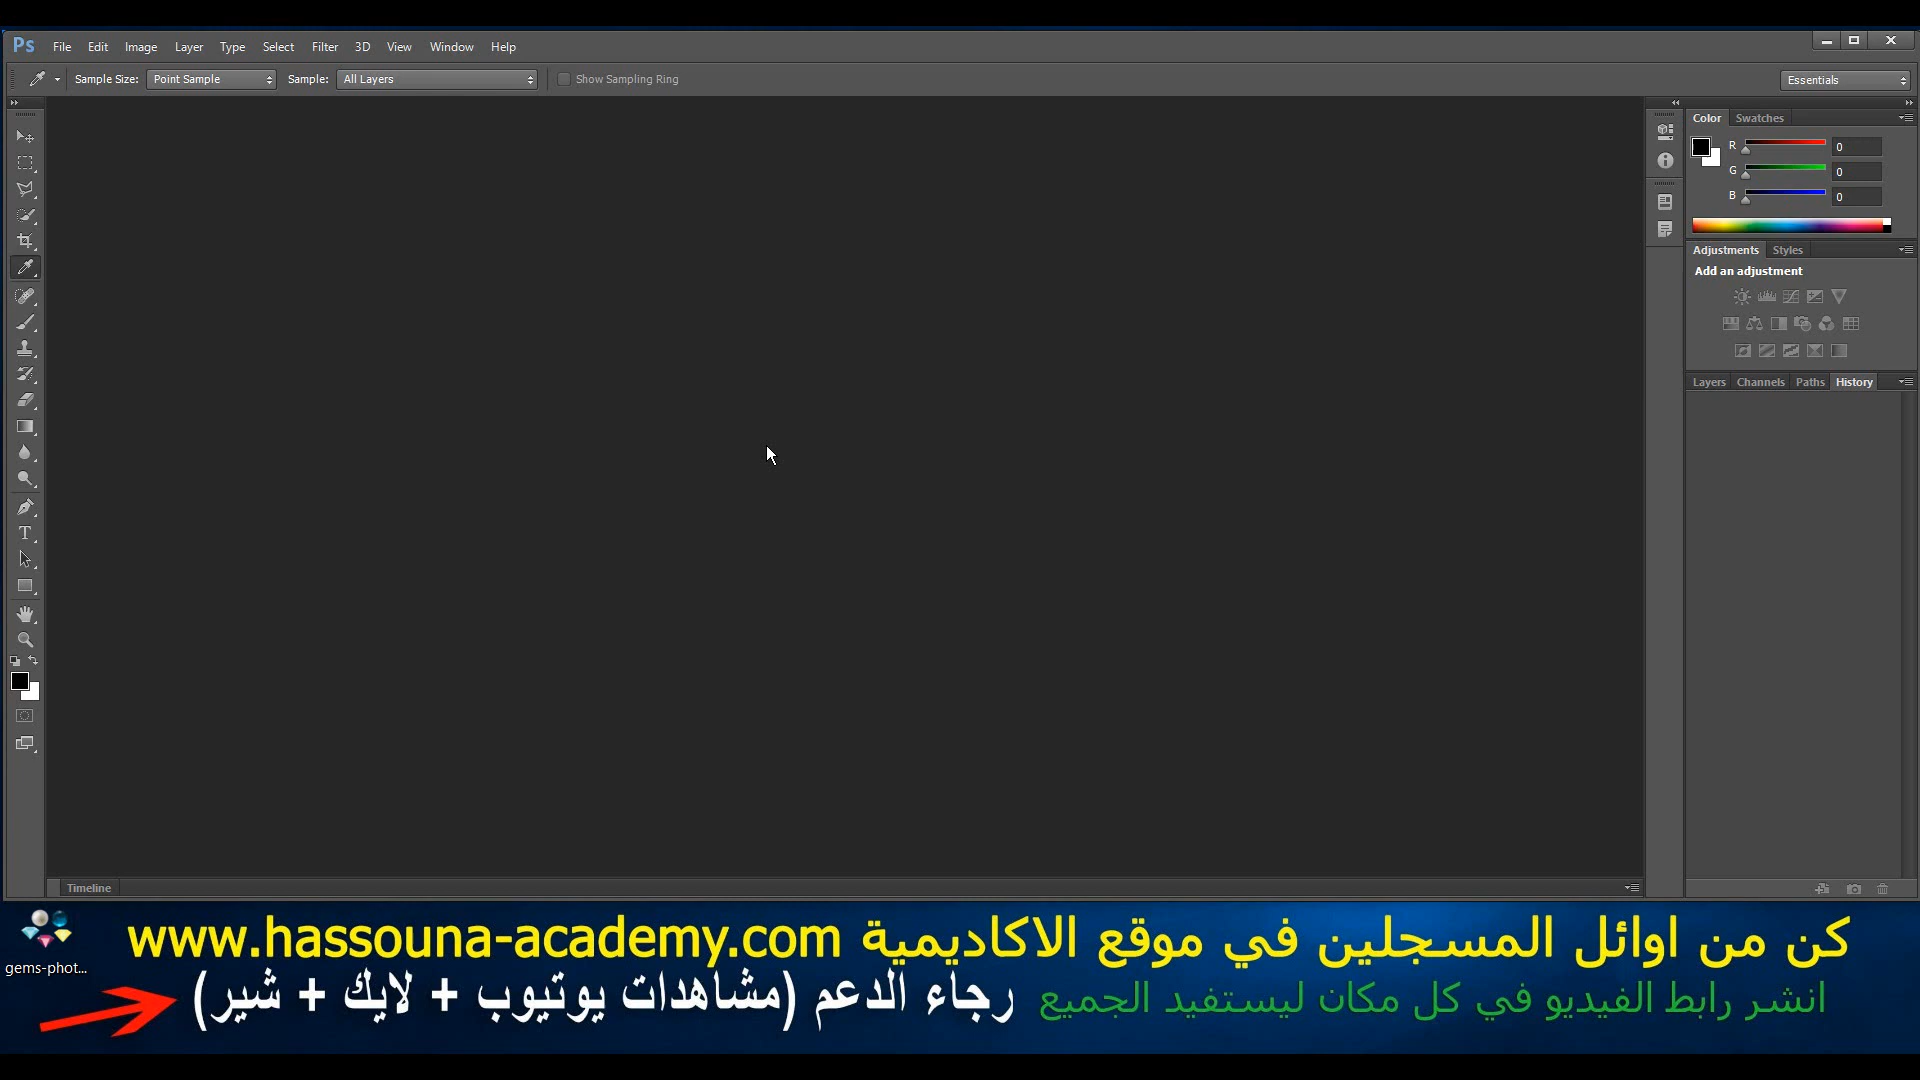 Ps File Edit Image Layer Type Select Filter 3D View Window Help
Sample Size: Point Sample Sample: All Layers Show Sampling Ring Essentials
Color Swatches
R 0
G 0
B 0
Adjustments Styles
Add an adjustment
Layers Channels Paths History
T
Timeline
كن من اوائل المسجلين في موقع الاكاديمية www.hassouna-academy.com
gems-phot...
انشر رابط الفيديو في كل مكان ليستفيد الجميع
رجاء الدعم (مشاهدات يوتيوب + لايك + شير)